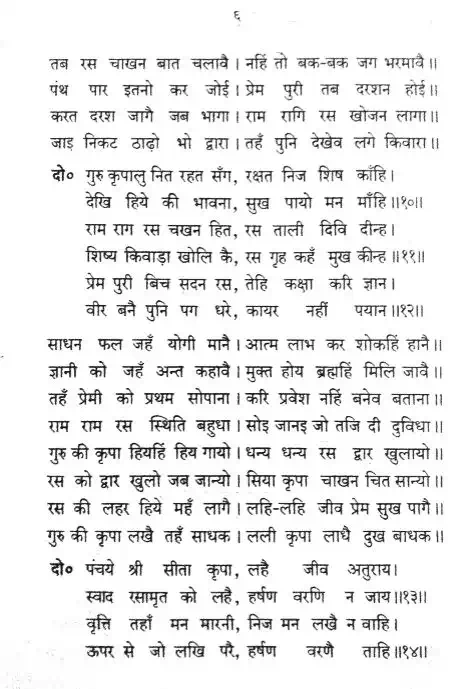 ६
तब रस चाखन बात चलावै। नहिं तो बक-बक जग भरमावै॥
पंथ पार इतनो कर जोई। प्रेम पुरी तब दरशन होई॥
करत दरश जागै जब भागा। राम रागि रस खोजन लागा॥
जाइ निकट ठाढ़ो भो द्वारा। तहँ पुनि देखेव लगे किवारा॥
दो० गुरु कृपालु नित रहत सँग, रक्षत निज शिष काँहि।
देखि हिये की भावना, सुख पायो मन माँहि॥१०॥
राम राग रस चखन हित, रस ताली दिवि दीन्ह।
शिष्य किवाड़ा खोलि कै, रस गृह कहँ मुख कीन्ह॥११॥
प्रेम पुरी बिच सदन रस, तेहि कक्षा करि ज्ञान।
वीर बनै पुनि पग धरे, कायर नहीं पयान॥१२॥
साधन फल जहँ योगी मानै। आत्म लाभ कर शोकहिं हानै॥
ज्ञानी को जहँ अन्त कहावै। मुक्त होय ब्रह्महिं मिलि जावै॥
तहँ प्रेमी को प्रथम सोपाना। करि प्रवेश नहिं बनेव बताना॥
राम राम रस स्थिति बहुधा। सोइ जानइ जो तजि दी दुविधा॥
गुरु की कृपा हियहिं हिय गायो। धन्य धन्य रस द्वार खुलायो॥
रस को द्वार खुलो जब जान्यो। सिया कृपा चाखन चित सान्यो॥
रस की लहर हिये महँ लागै। लहि-लहि जीव प्रेम सुख पागै॥
गुरु की कृपा लखै तहँ साधक। लली कृपा लाधै दुख बाधक॥
दो० पंचये श्री सीता कृपा, लहै जीव अतुराय।
स्वाद रसामृत को लहै, हर्षण वरणि न जाय॥१३॥
वृत्ति तहाँ मन मारनी, निज मन लखै न वाहि।
ऊपर से जो लखि परै, हर्षण वरणै ताहि॥१४॥